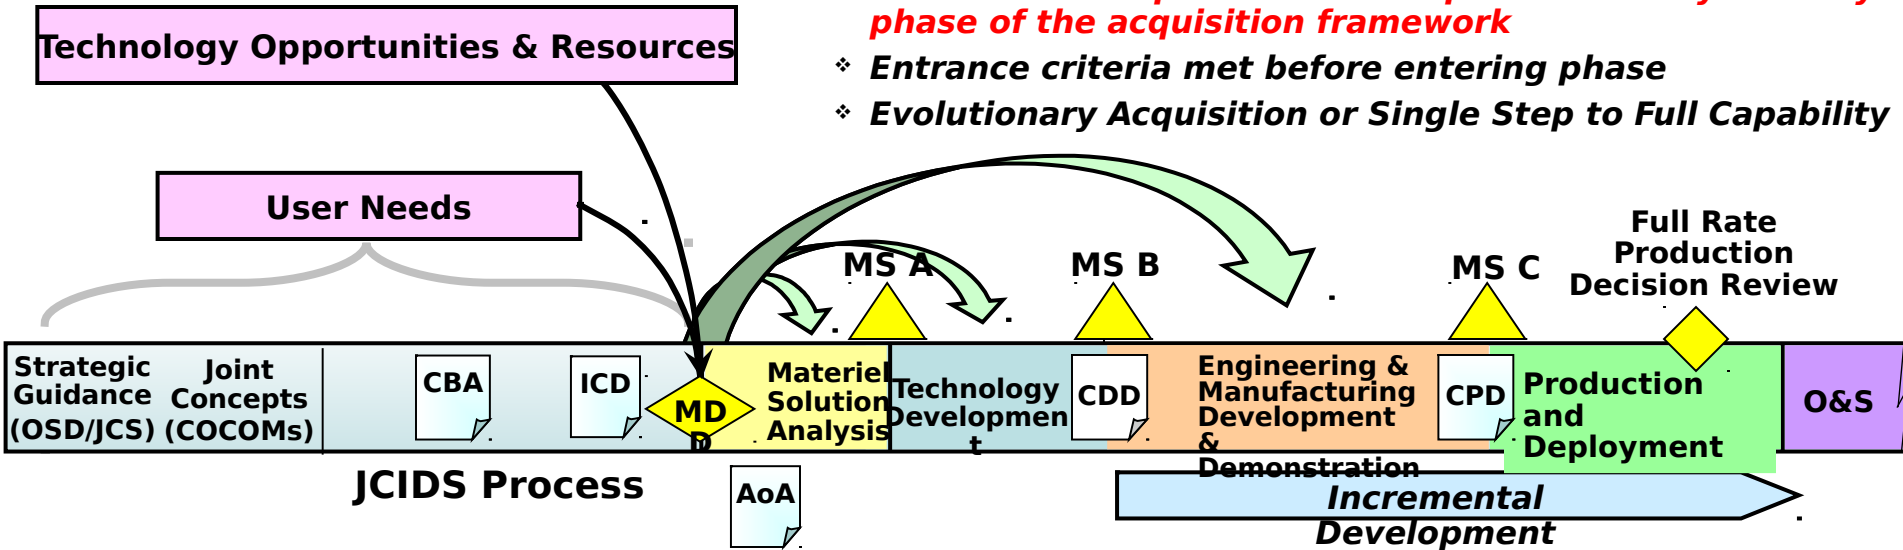 phase of the acquisition framework
❖ Entrance criteria met before entering phase
❖ Evolutionary Acquisition or Single Step to Full Capability
Technology Opportunities & Resources
User Needs
MS A
MS B
MS C
Full Rate
Production
Decision Review
Strategic
Guidance
(OSD/JCS)
Joint
Concepts
(COCOMs)
CBA
ICD
MD
D
Materiel
Solution
Analysis
Technology
Developmen
t
CDD
Engineering &
Manufacturing
Development
&
Demonstration
CPD
Production
and
Deployment
O&S
JCIDS Process
AoA
Incremental
Development